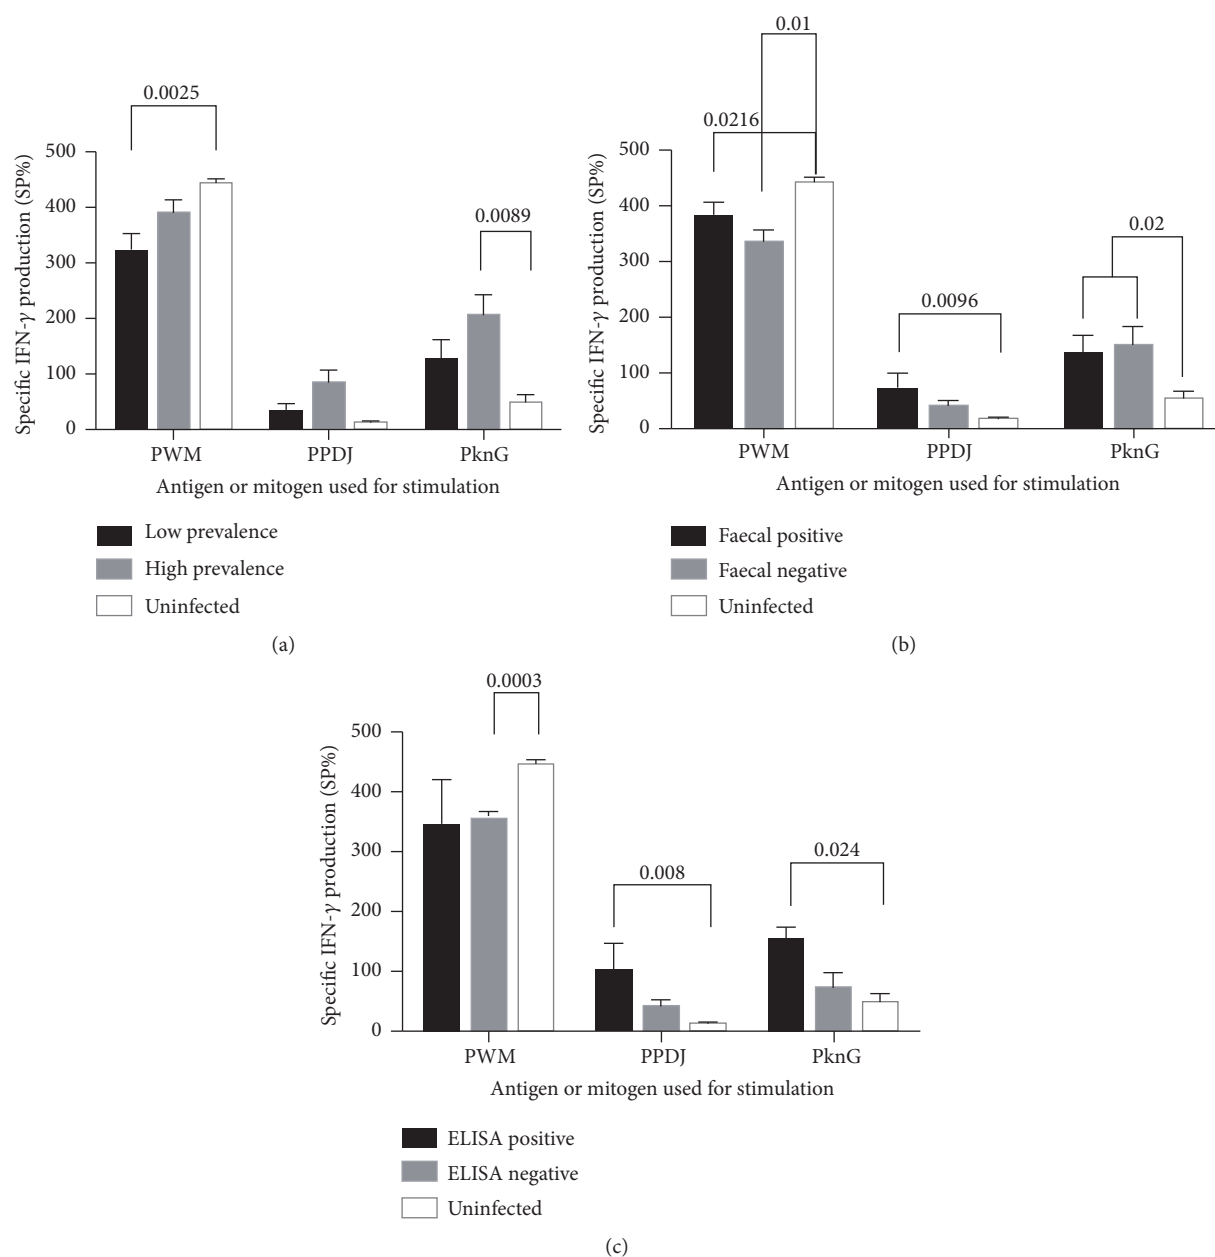 0.0025
0.0089
Specific IFN-γ production (SP%)
500
400
300
200
100
0
PWM PPDJ PknG
Antigen or mitogen used for stimulation
Low prevalence
High prevalence
Uninfected
(a)
0.01
0.0216
0.0096
0.02
Specific IFN-γ production (SP%)
500
400
300
200
100
0
PWM PPDJ PknG
Antigen or mitogen used for stimulation
Faecal positive
Faecal negative
Uninfected
(b)
0.0003
0.008
0.024
Specific IFN-γ production (SP%)
500
400
300
200
100
0
PWM PPDJ PknG
Antigen or mitogen used for stimulation
ELISA positive
ELISA negative
Uninfected
(c)